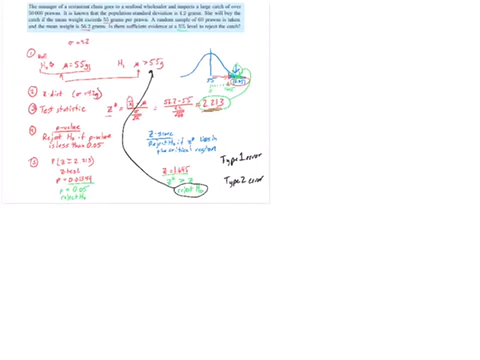 The manager of a restaurant chain goes to a seafood wholesaler and inspects a large catch of over
50 000 prawns. It is known that the population standard deviation is 4.2 grams. She will buy the
catch if the mean weight exceeds 55 grams per prawn. A random sample of 60 prawns is taken
and the mean weight is 56.2 grams. Is there sufficient evidence at a 5% level to reject the catch?
σ = 4.2
① Null
H₀ μ = 55g H₁ μ > 55g
② Z dist (σ = 4.2g)
③ Test statistic Z* = = 56.2 - 55 = 2.213
55
④ p-value
Reject H₀ if p-value
is less than 0.05
Z-score
Reject H₀ if z* lies in
the critical region
⑤ P(Z ≥ 2.213)
Z-test
p = 0.01344
p = 0.05
reject H₀
Z = 1.645
z* > Z
reject H₀
Type 1 error
Type 2 error